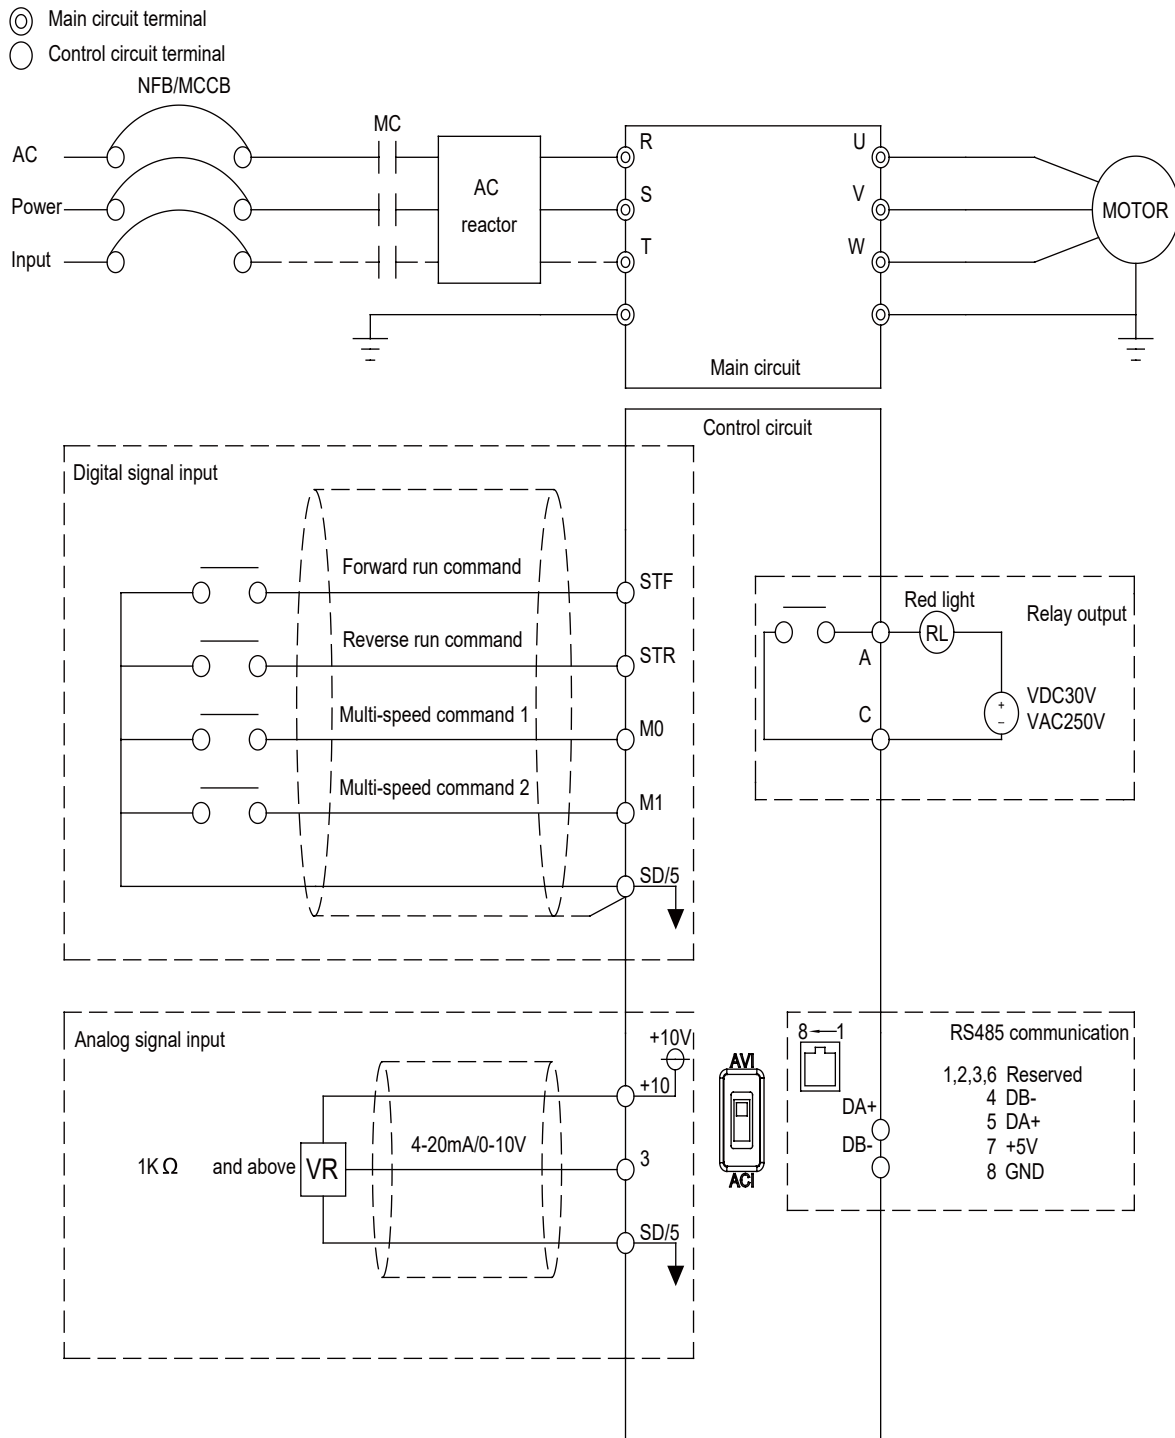 Main circuit terminal
Control circuit terminal
NFB/MCCB
MC
AC
Power
Input
AC
reactor
R
S
T
U
V
W
MOTOR
Main circuit
Control circuit
Digital signal input
Forward run command
STF
Reverse run command
STR
Multi-speed command 1
M0
Multi-speed command 2
M1
SD/5
Red light
Relay output
RL
A
C
+
–
VDC30V
VAC250V
Analog signal input
+10V
+10
4-20mA/0-10V
1K Ω and above
VR
3
SD/5
AVI
ACI
8 1
RS485 communication
1,2,3,6 Reserved
4 DB-
5 DA+
7 +5V
8 GND
DA+
DB-